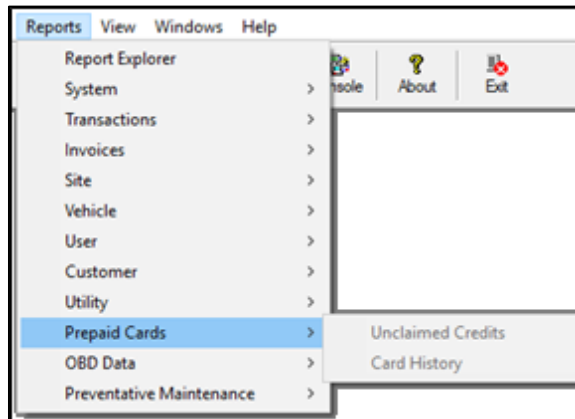 Reports View Windows Help
Report Explorer
System
Transactions
Invoices
Site
Vehicle
User
Customer
Utility
Prepaid Cards
OBD Data
Preventative Maintenance
Unclaimed Credits
Card History
About
Exit